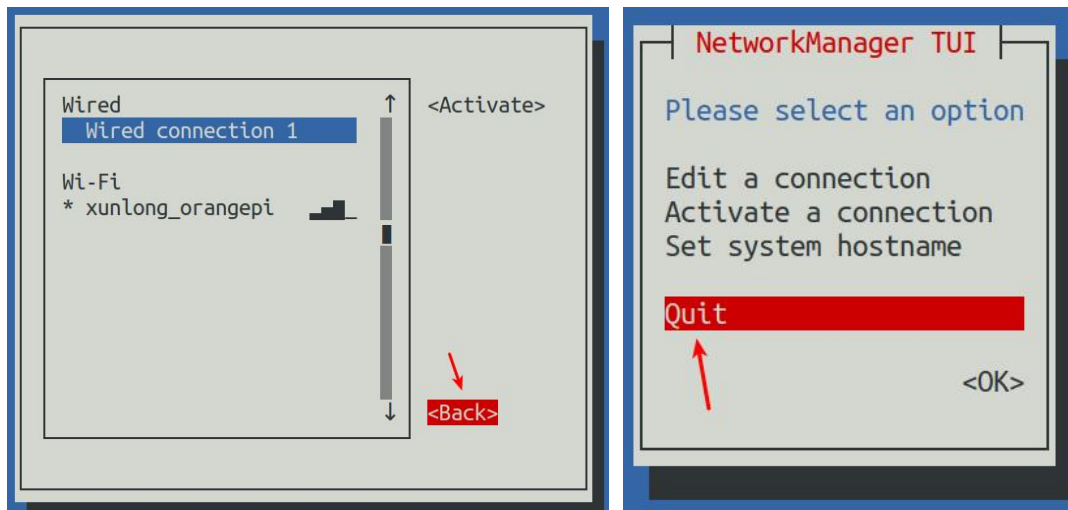 Wired
<Activate>
Wired connection 1
Wi-Fi
* xunlong_orangepi
<Back>
NetworkManager TUI
Please select an option
Edit a connection
Activate a connection
Set system hostname
Quit
<OK>